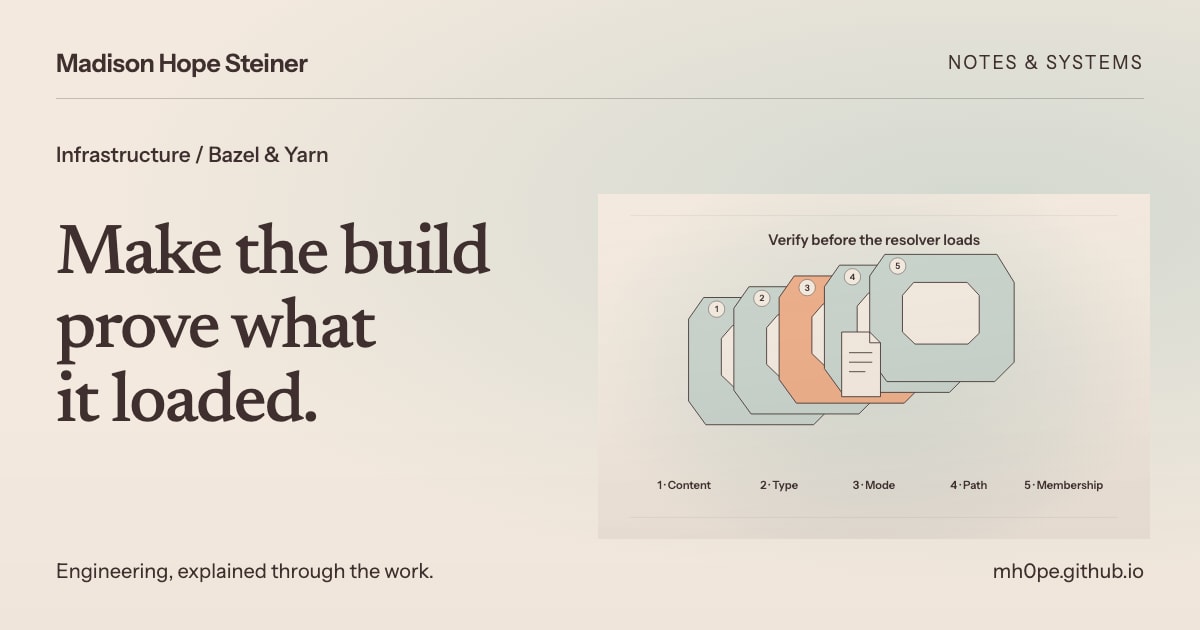 Madison Hope Steiner
NOTES & SYSTEMS
Infrastructure / Bazel & Yarn
Make the build
prove what
it loaded.
Verify before the resolver loads
1
2
3
4
5
1·Content
2·Type
3·Mode
4·Path
5·Membership
Engineering, explained through the work.
mh0pe.github.io